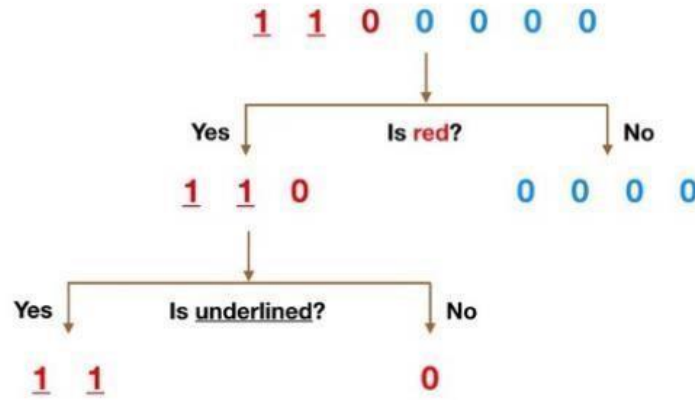 1 1 0 0 0 0 0
Yes Is red? No
1 1 0 0 0 0 0
Yes Is underlined? No
1 1 0